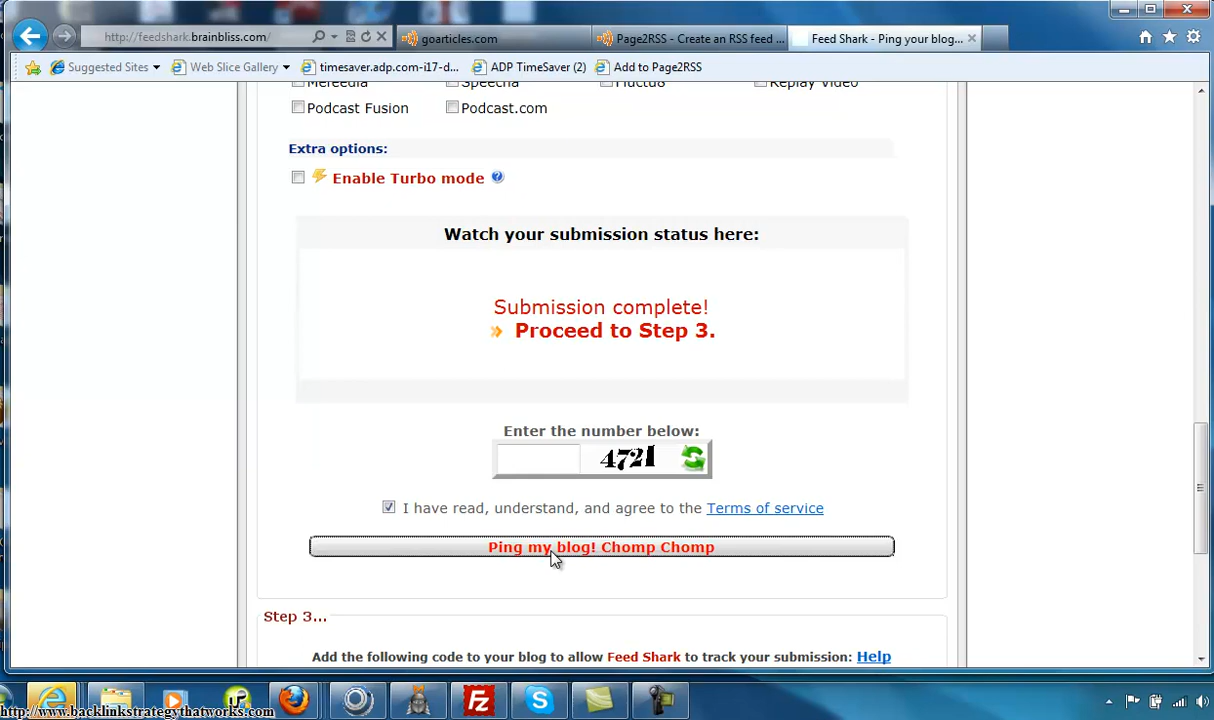 http://feedshark.brainbliss.com/
goarticles.com
Page2RSS - Create an RSS feed ...
Feed Shark - Ping your blog...
Suggested Sites
Web Slice Gallery
timesaver.adp.com-i17-d...
ADP TimeSaver (2)
Add to Page2RSS
Mereedia
Speecha
Fluctu8
Replay Video
Podcast Fusion
Podcast.com
Extra options:
Enable Turbo mode
Watch your submission status here:
Submission complete!
Proceed to Step 3.
Enter the number below:
4721
I have read, understand, and agree to the Terms of service
Ping my blog! Chomp Chomp
Step 3...
Add the following code to your blog to allow Feed Shark to track your submission: Help
http://www.backlinkstrategythatworks.com